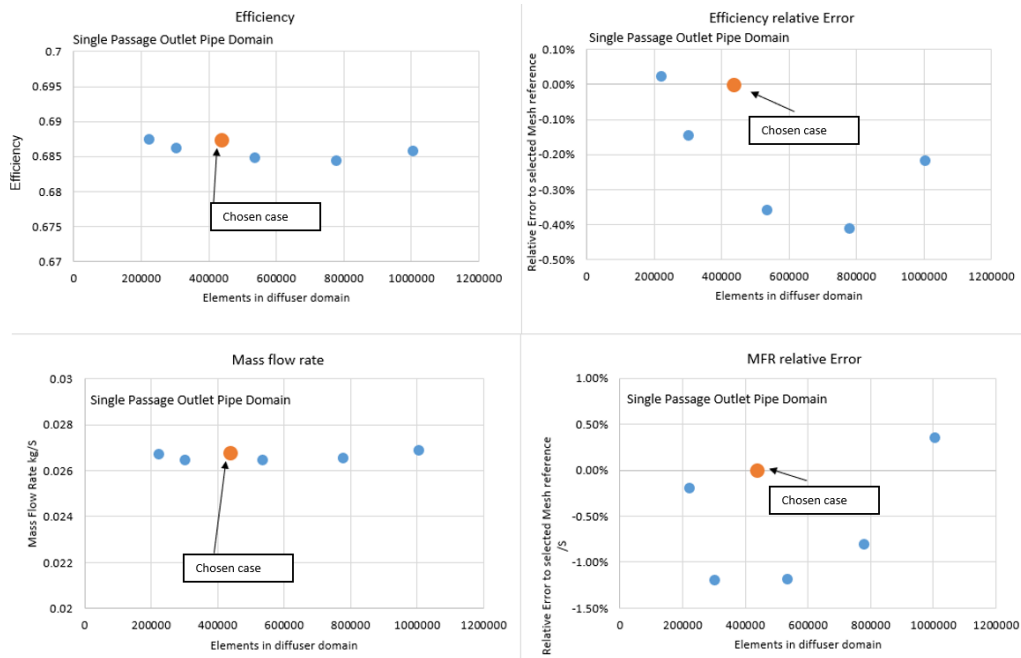 Efficiency
Single Passage Outlet Pipe Domain
0.7
0.695
0.69
0.685
0.68
0.675
0.67
Efficiency
Chosen case
0 200000 400000 600000 800000 1000000 1200000
Elements in diffuser domain
Efficiency relative Error
Single Passage Outlet Pipe Domain
0.10%
0.00%
-0.10%
-0.20%
-0.30%
-0.40%
-0.50%
Relative Error to selected Mesh reference
Chosen case
0 200000 400000 600000 800000 1000000 1200000
Elements in diffuser domain
Mass flow rate
Single Passage Outlet Pipe Domain
0.03
0.028
0.026
0.024
0.022
0.02
Mass Flow Rate kg/S
Chosen case
0 200000 400000 600000 800000 1000000 1200000
Elements in diffuser domain
MFR relative Error
Single Passage Outlet Pipe Domain
1.00%
0.50%
0.00%
-0.50%
-1.00%
-1.50%
Relative Error to selected Mesh reference
/S
Chosen case
0 200000 400000 600000 800000 1000000 1200000
Elements in diffuser domain